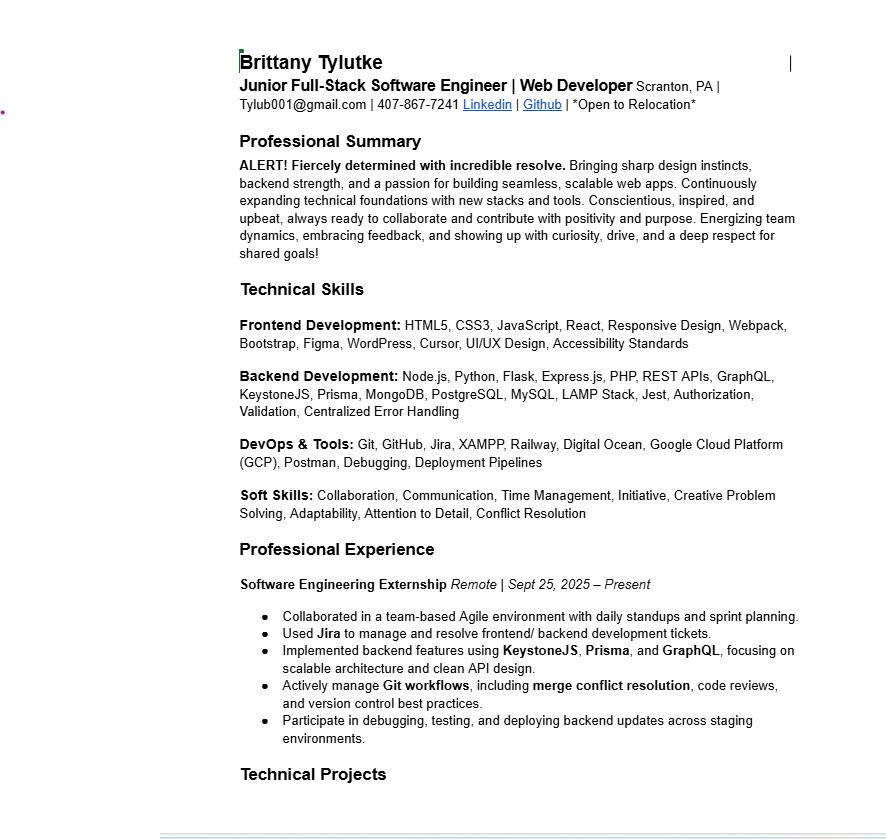 Brittany Tylutke
Junior Full-Stack Software Engineer | Web Developer Scranton, PA |
Tylub001@gmail.com | 407-867-7241 Linkedin | Github | *Open to Relocation*
Professional Summary
ALERT! Fiercely determined with incredible resolve. Bringing sharp design instincts,
backend strength, and a passion for building seamless, scalable web apps. Continuously
expanding technical foundations with new stacks and tools. Conscientious, inspired, and
upbeat, always ready to collaborate and contribute with positivity and purpose. Energizing team
dynamics, embracing feedback, and showing up with curiosity, drive, and a deep respect for
shared goals!
Technical Skills
Frontend Development: HTML5, CSS3, JavaScript, React, Responsive Design, Webpack,
Bootstrap, Figma, WordPress, Cursor, UI/UX Design, Accessibility Standards
Backend Development: Node.js, Python, Flask, Express.js, PHP, REST APIs, GraphQL,
KeystoneJS, Prisma, MongoDB, PostgreSQL, MySQL, LAMP Stack, Jest, Authorization,
Validation, Centralized Error Handling
DevOps & Tools: Git, GitHub, Jira, XAMPP, Railway, Digital Ocean, Google Cloud Platform
(GCP), Postman, Debugging, Deployment Pipelines
Soft Skills: Collaboration, Communication, Time Management, Initiative, Creative Problem
Solving, Adaptability, Attention to Detail, Conflict Resolution
Professional Experience
Software Engineering Externship Remote | Sept 25, 2025 – Present
● Collaborated in a team-based Agile environment with daily standups and sprint planning.
● Used Jira to manage and resolve frontend/ backend development tickets.
● Implemented backend features using KeystoneJS, Prisma, and GraphQL, focusing on
scalable architecture and clean API design.
● Actively manage Git workflows, including merge conflict resolution, code reviews,
and version control best practices.
● Participate in debugging, testing, and deploying backend updates across staging
environments.
Technical Projects